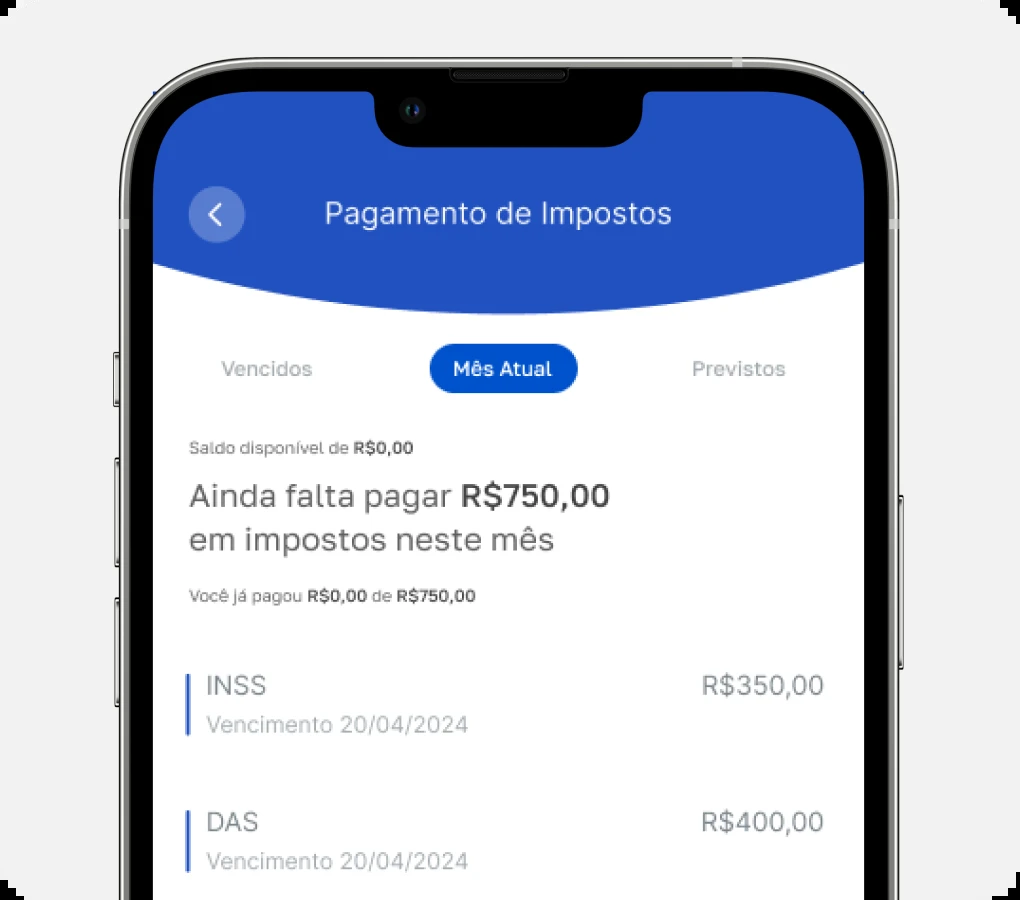 Pagamento de Impostos
Vencidos
Mês Atual
Previstos
Saldo disponível de R$0,00
Ainda falta pagar R$750,00
em impostos neste mês
Você já pagou R$0,00 de R$750,00
INSS
R$350,00
Vencimento 20/04/2024
DAS
R$400,00
Vencimento 20/04/2024